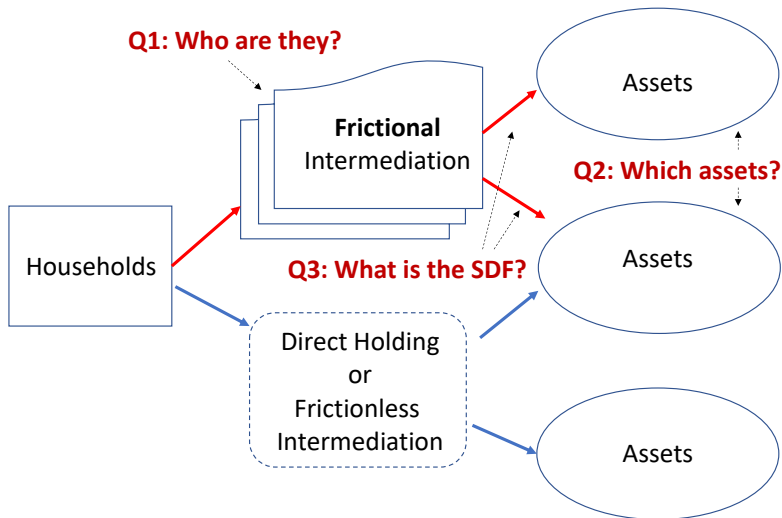 Q1: Who are they?
Assets
Frictional
Intermediation
Q2: Which assets?
Households
Q3: What is the SDF?
Assets
Direct Holding
or
Frictionless
Intermediation
Assets